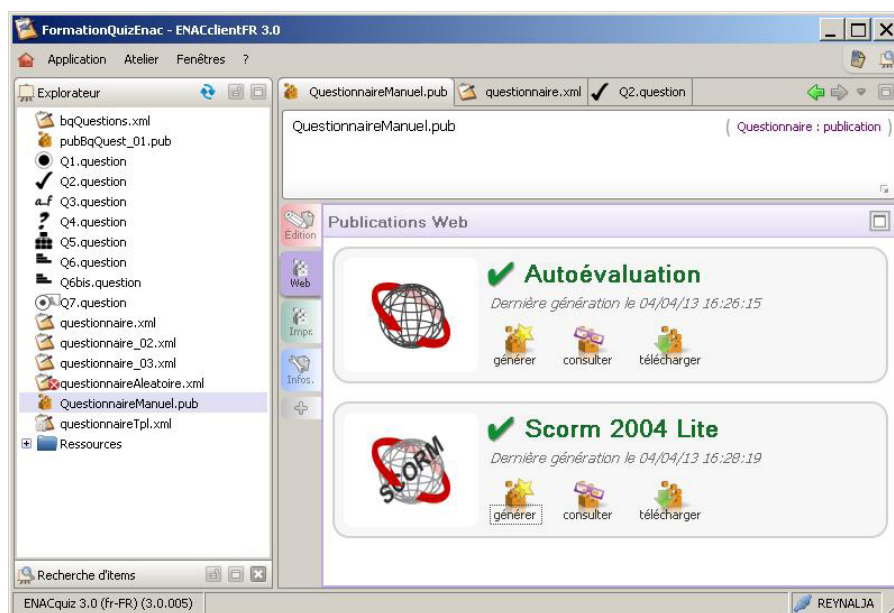 FormationQuizEnac - ENACclientFR 3.0
Application Atelier Fenêtres ?
Explorateur
bqQuestions.xml
pubBqQuest_01.pub
Q1.question
Q2.question
a..f Q3.question
Q4.question
Q5.question
Q6.question
Q6bis.question
Q7.question
questionnaire.xml
questionnaire_02.xml
questionnaire_03.xml
questionnaireAleatoire.xml
QuestionnaireManuel.pub
questionnaireTpl.xml
Ressources
Recherche d'items
QuestionnaireManuel.pub questionnaire.xml Q2.question
QuestionnaireManuel.pub ( Questionnaire : publication )
Édition
Web
Impr.
Infos.
Publications Web
Autoévaluation
Dernière génération le 04/04/13 16:26:15
générer consulter télécharger
SCORM
Scorm 2004 Lite
Dernière génération le 04/04/13 16:28:19
générer consulter télécharger
ENACquiz 3.0 (fr-FR) (3.0.005) REYNALJA